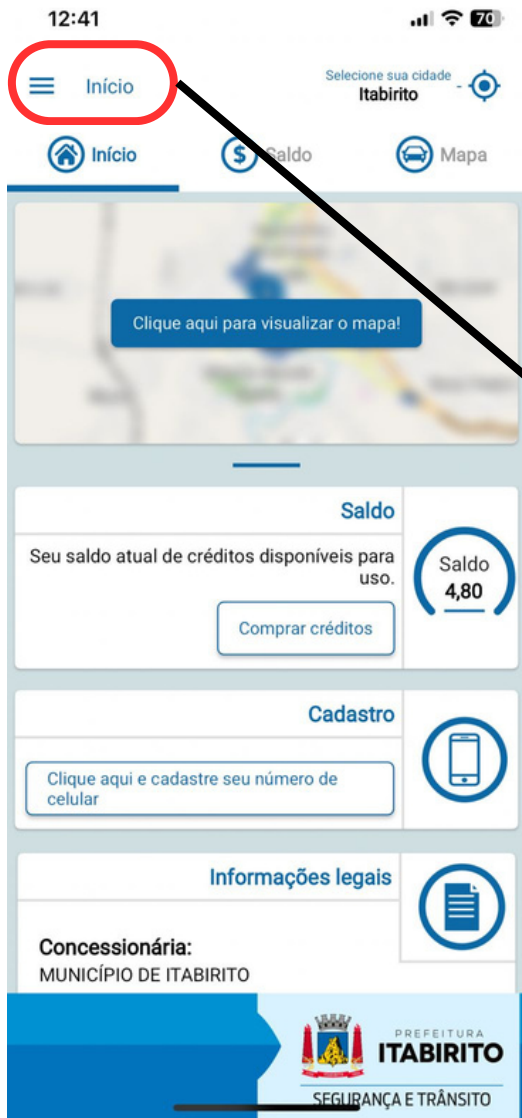 12:41
70
Início
Selecione sua cidade -
Itabirito
Início
$ Saldo
Mapa
Clique aqui para visualizar o mapa!
Saldo
Seu saldo atual de créditos disponíveis para
uso.
Saldo
4,80
Comprar créditos
Cadastro
Clique aqui e cadastre seu número de
celular
Informações legais
Concessionária:
MUNICÍPIO DE ITABIRITO
PREFEITURA
ITABIRITO
SEGURANÇA E TRÂNSITO